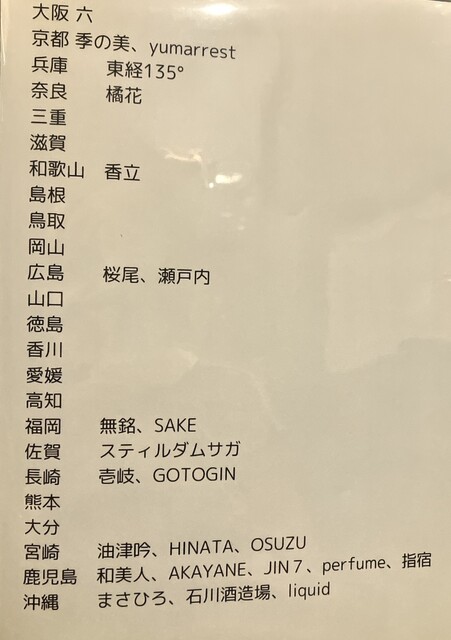 大阪 六
京都 季の美、yumarrest
兵庫 東経135°
奈良 橘花
三重
滋賀
和歌山 香立
島根
鳥取
岡山
広島 桜尾、瀬戸内
山口
徳島
香川
愛媛
高知
福岡 無銘、SAKE
佐賀 スティルダムサガ
長崎 壱岐、GOTOGIN
熊本
大分
宮崎 油津吟、HINATA、OSUZU
鹿児島 和美人、AKAYANE、JIN７、perfume、指宿
沖縄 まさひろ、石川酒造場、liquid